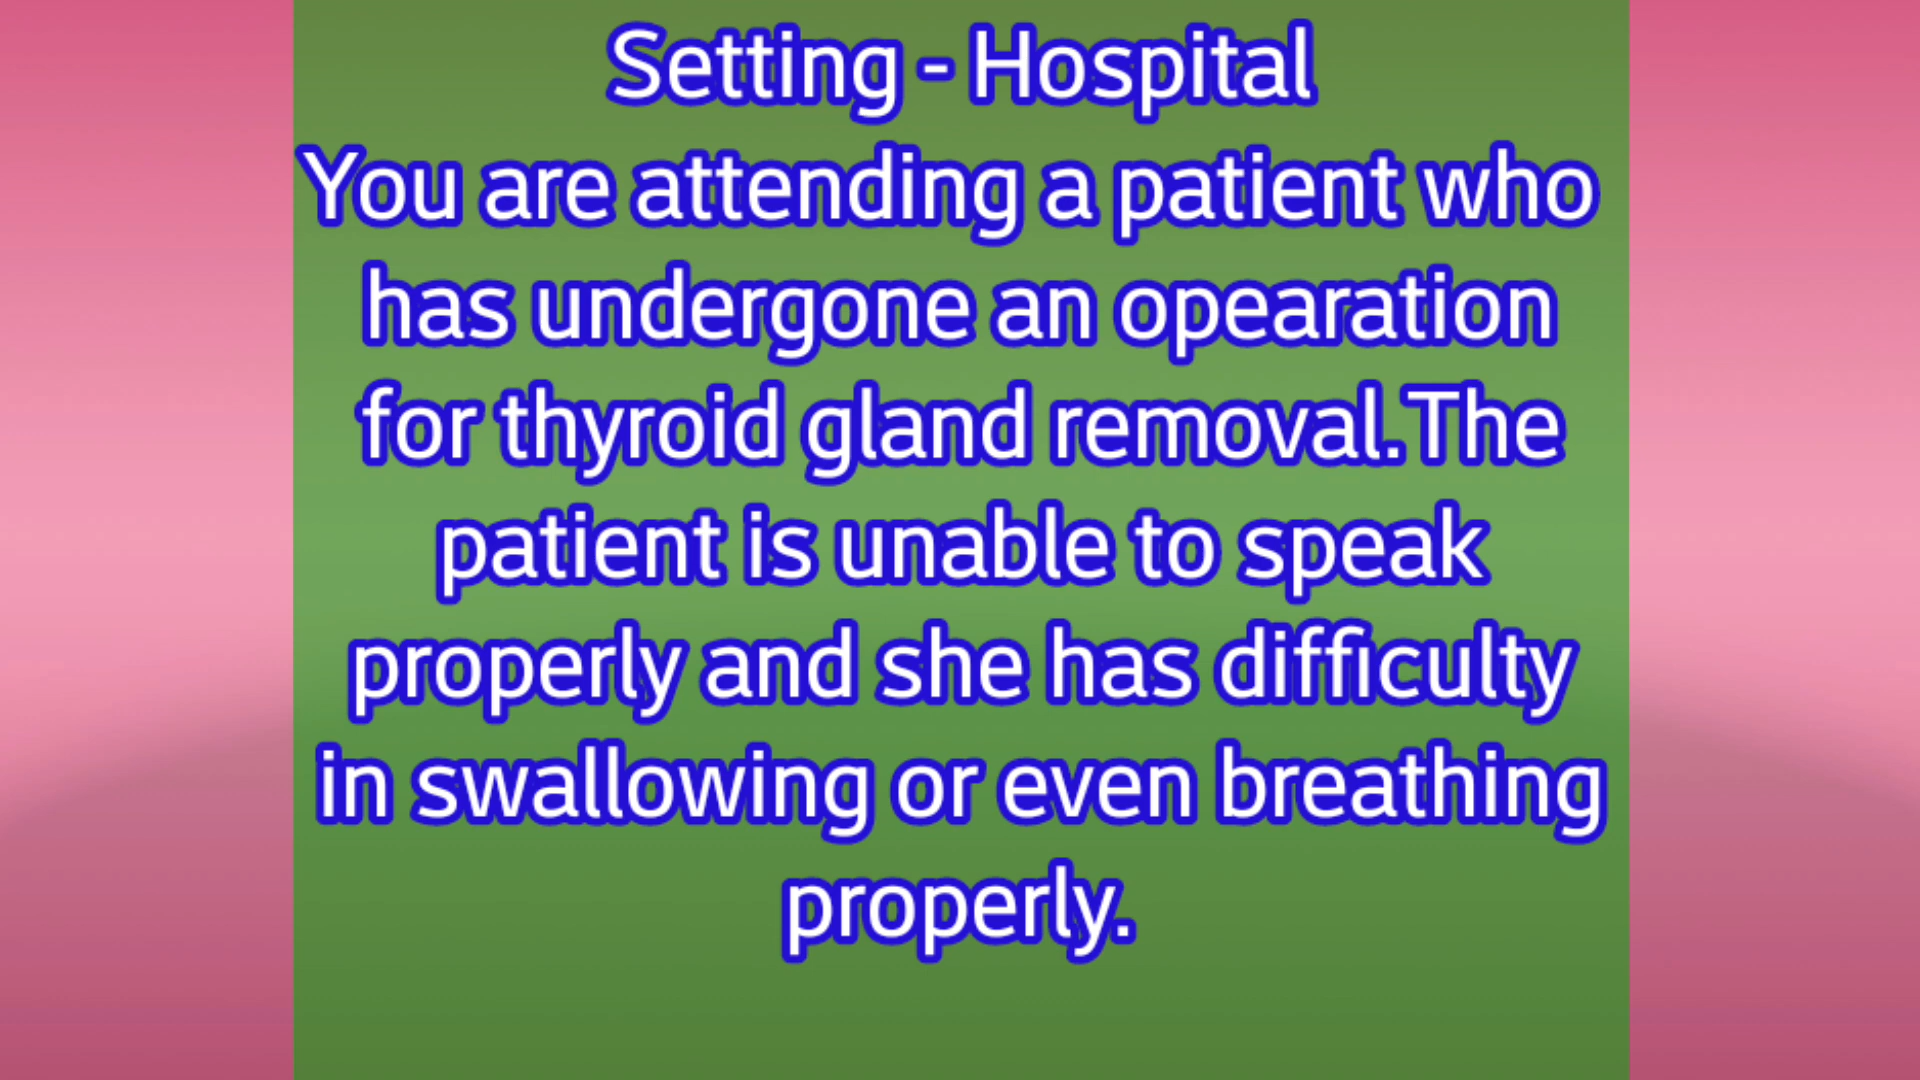 Setting - Hospital
You are attending a patient who
has undergone an opearation
for thyroid gland removal.The
patient is unable to speak
properly and she has difficulty
in swallowing or even breathing
properly.